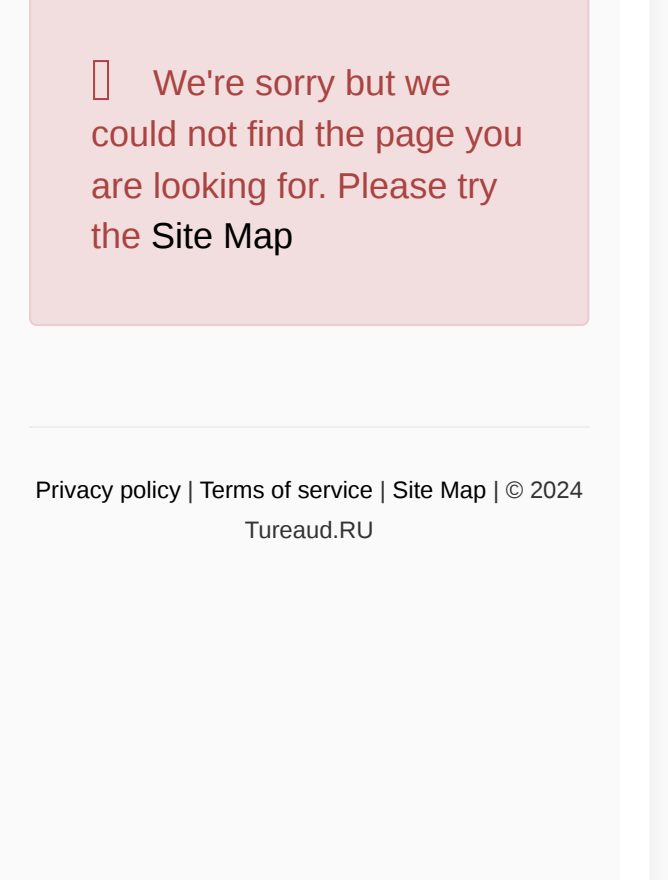 We're sorry but we
could not find the page you
are looking for. Please try
the Site Map
Privacy policy | Terms of service | Site Map | © 2024
Tureaud.RU